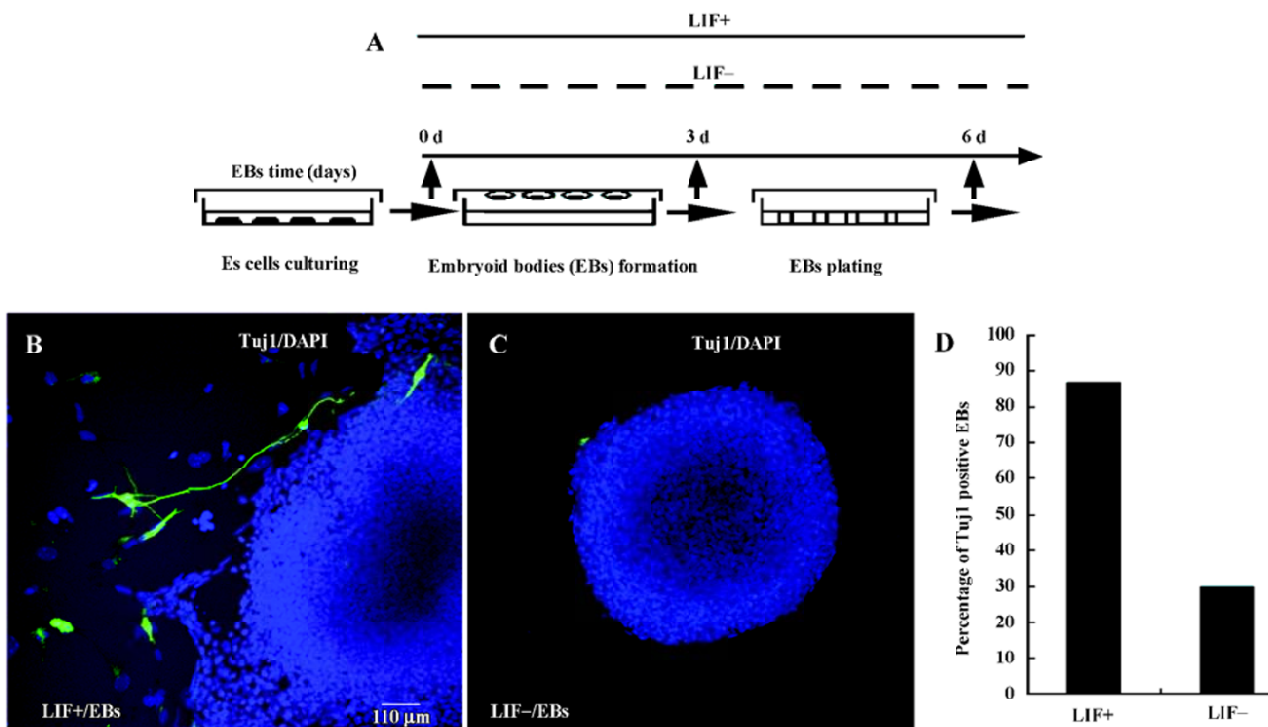 A
LIF+
LIF–
0 d 3 d 6 d
EBs time (days)
Es cells culturing Embryoid bodies (EBs) formation EBs plating
B Tuj1/DAPI
LIF+/EBs 110 µm
C Tuj1/DAPI
LIF–/EBs
D
Percentage of Tuj1 positive EBs
100
90
80
70
60
50
40
30
20
10
0
LIF+ LIF–